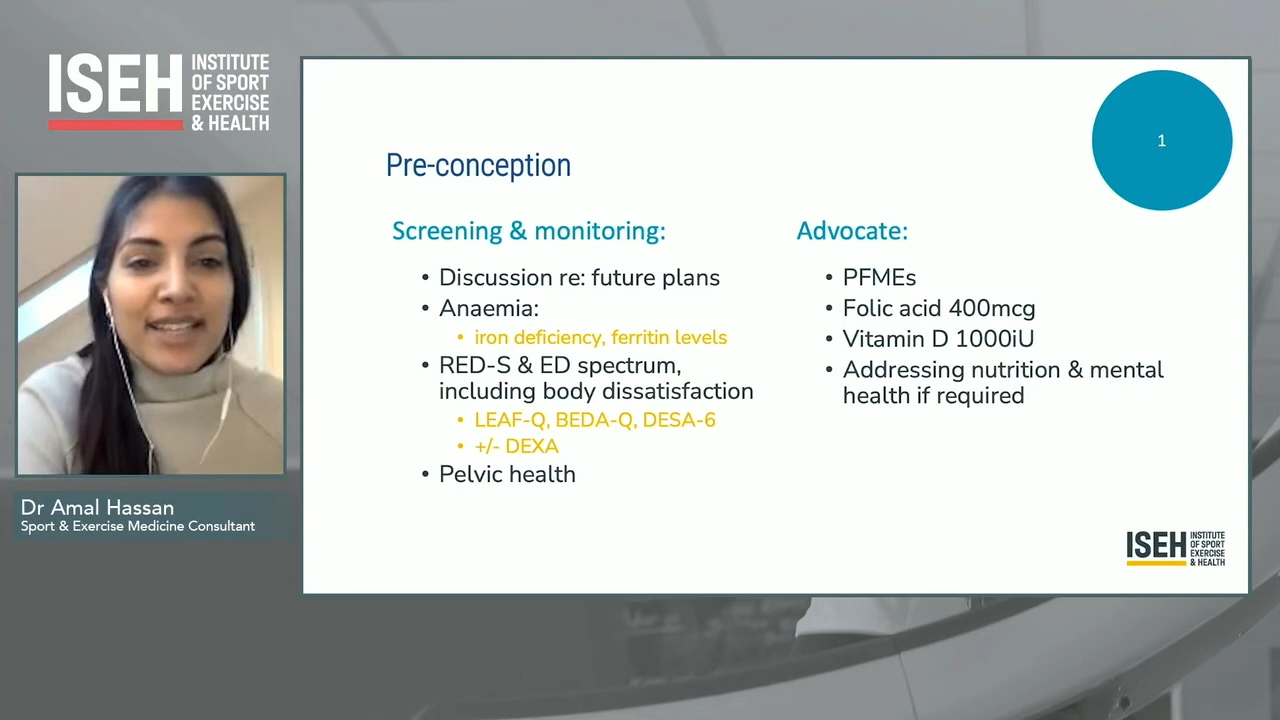 ISEH
INSTITUTE
OF SPORT
EXERCISE
& HEALTH
1
Pre-conception
Screening & monitoring:
• Discussion re: future plans
• Anaemia:
• iron deficiency, ferritin levels
• RED-S & ED spectrum,
including body dissatisfaction
• LEAF-Q, BEDA-Q, DESA-6
• +/- DEXA
• Pelvic health
Advocate:
• PFMEs
• Folic acid 400mcg
• Vitamin D 1000iU
• Addressing nutrition & mental
health if required
Dr Amal Hassan
Sport & Exercise Medicine Consultant
ISEH
INSTITUTE
OF SPORT
EXERCISE
& HEALTH